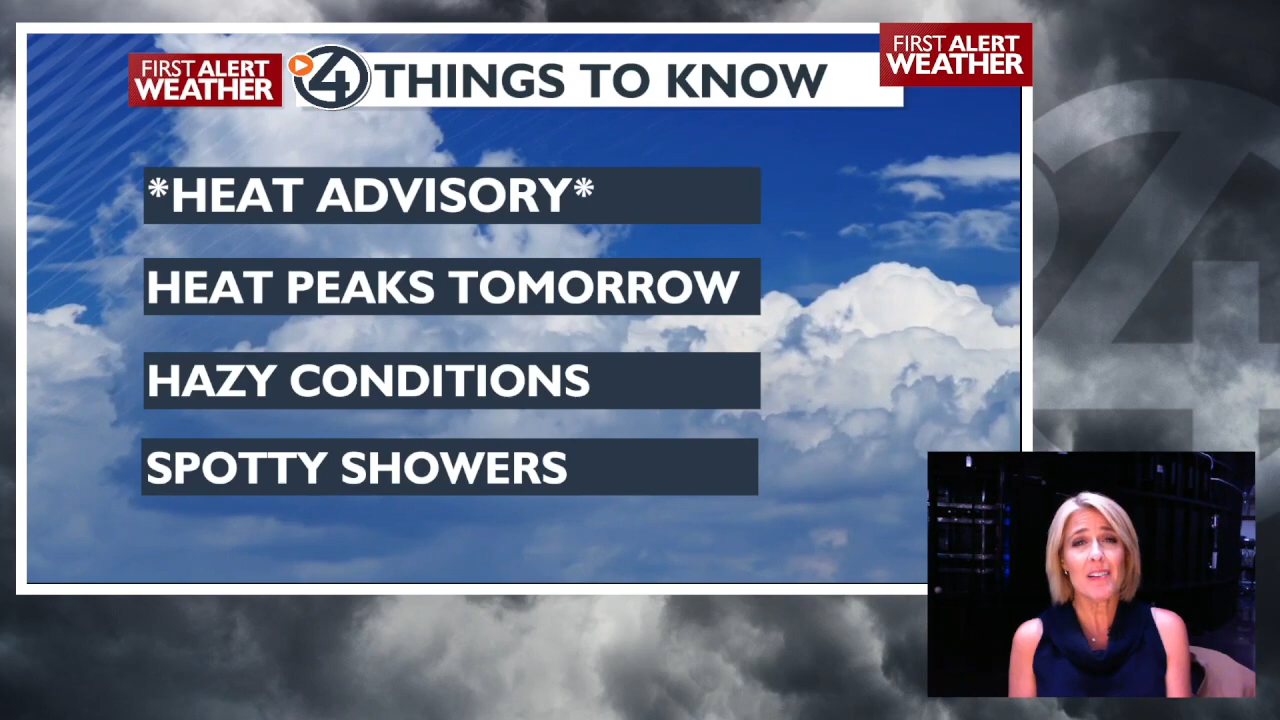 FIRST ALERT
WEATHER
4 THINGS TO KNOW
FIRST ALERT
WEATHER
*HEAT ADVISORY*
HEAT PEAKS TOMORROW
HAZY CONDITIONS
SPOTTY SHOWERS
4